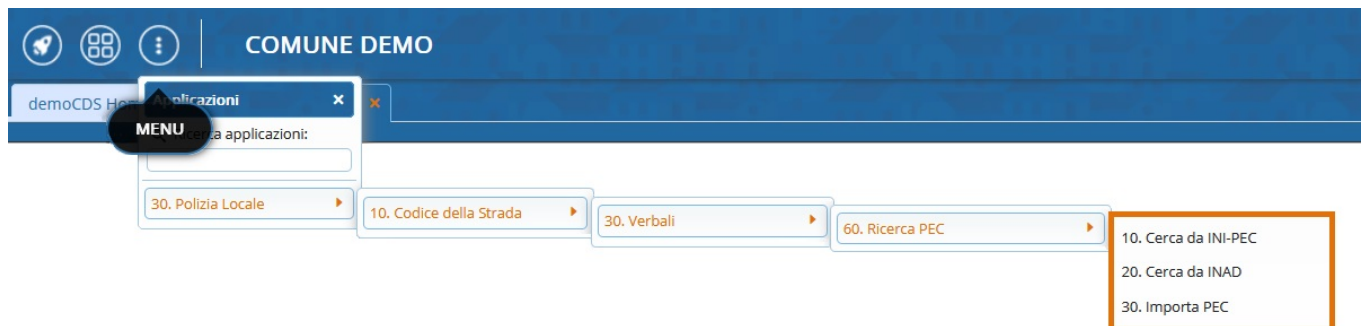 COMUNE DEMO
demoCDS Hom
Applicazioni
MENU
applicazioni:
30. Polizia Locale
10. Codice della Strada
30. Verbali
60. Ricerca PEC
10. Cerca da INI-PEC
20. Cerca da INAD
30. Importa PEC